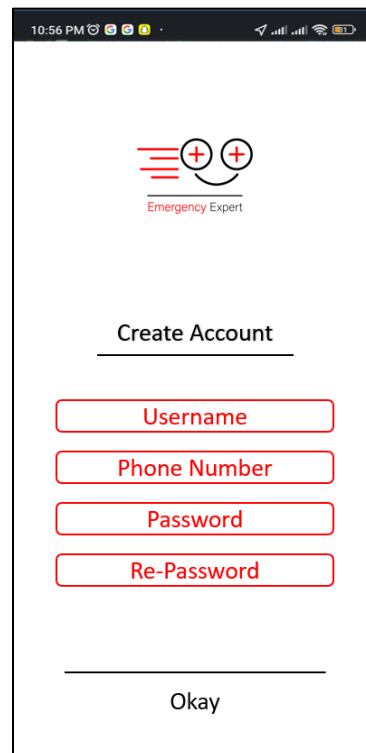 10:56 PM
Emergency Expert
Create Account
Username
Phone Number
Password
Re-Password
Okay